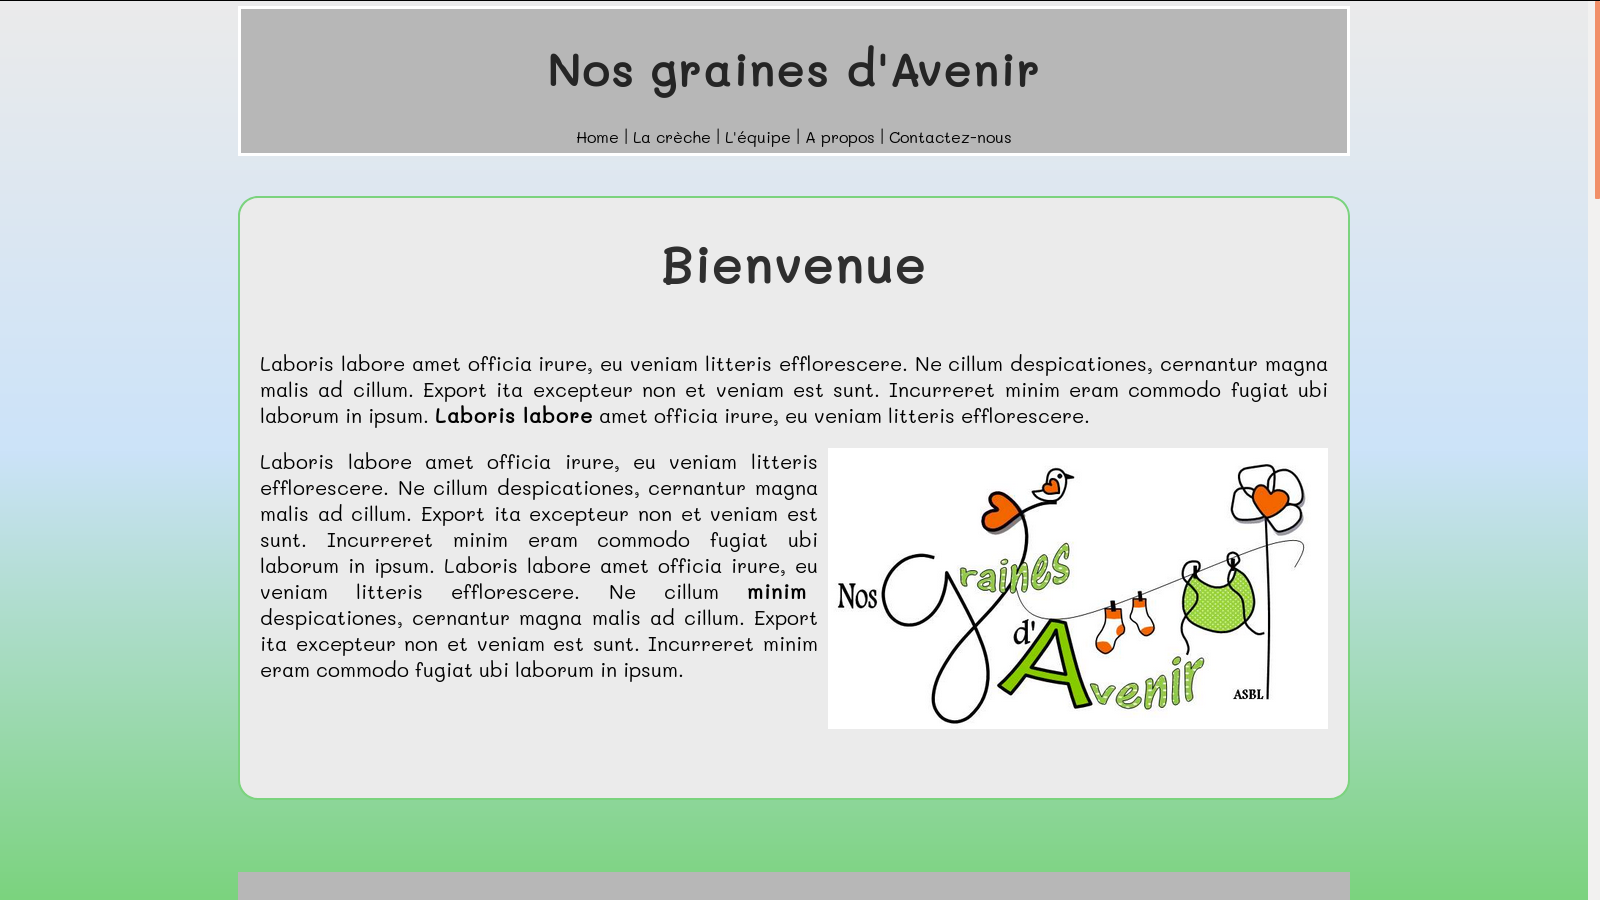 Nos graines d'Avenir
Home | La crèche | L'équipe | A propos | Contactez-nous
Bienvenue
Laboris labore amet officia irure, eu veniam litteris efflorescere. Ne cillum despicationes, cernantur magna
malis ad cillum. Export ita excepteur non et veniam est sunt. Incurreret minim eram commodo fugiat ubi
laborum in ipsum. Laboris labore amet officia irure, eu veniam litteris efflorescere.
Laboris labore amet officia irure, eu veniam litteris
efflorescere. Ne cillum despicationes, cernantur magna
malis ad cillum. Export ita excepteur non et veniam est
sunt. Incurreret minim eram commodo fugiat ubi
laborum in ipsum. Laboris labore amet officia irure, eu
veniam litteris efflorescere. Ne cillum minim
despicationes, cernantur magna malis ad cillum. Export
ita excepteur non et veniam est sunt. Incurreret minim
eram commodo fugiat ubi laborum in ipsum.
Nos graines
d'Avenir
ASBL